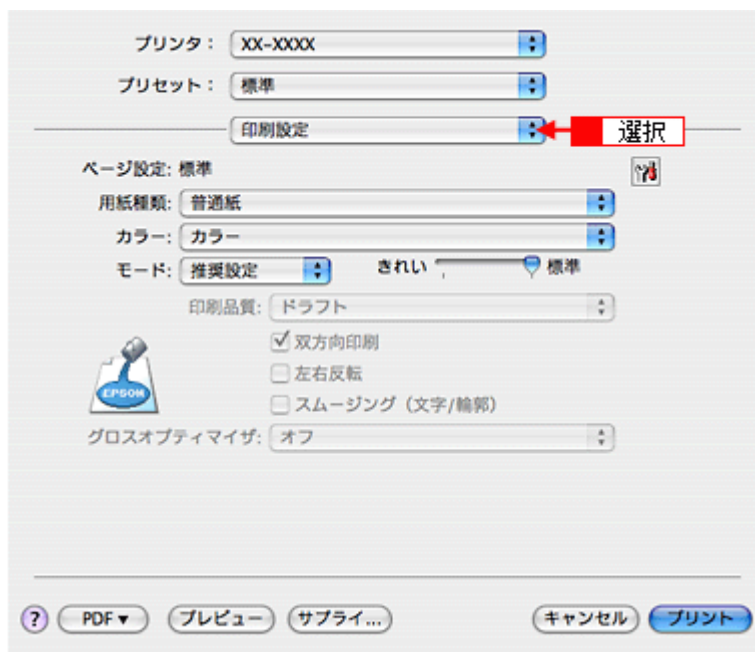 プリンタ： XX-XXXX
プリセット： 標準
印刷設定 選択
ページ設定: 標準
用紙種類: 普通紙
カラー: カラー
モード: 推奨設定 きれい 標準
印刷品質: ドラフト
双方向印刷
左右反転
スムージング（文字/輪郭）
EPSON
グロスオプティマイザ: オフ
? PDF▼ プレビュー サプライ... キャンセル プリント